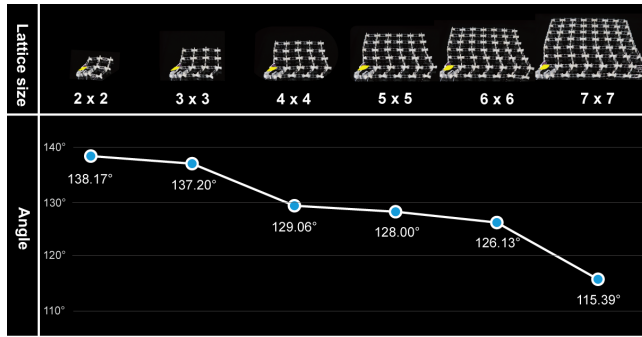 Lattice size
2 x 2
3 x 3
4 x 4
5 x 5
6 x 6
7 x 7
Angle
140°
130°
120°
110°
138.17°
137.20°
129.06°
128.00°
126.13°
115.39°